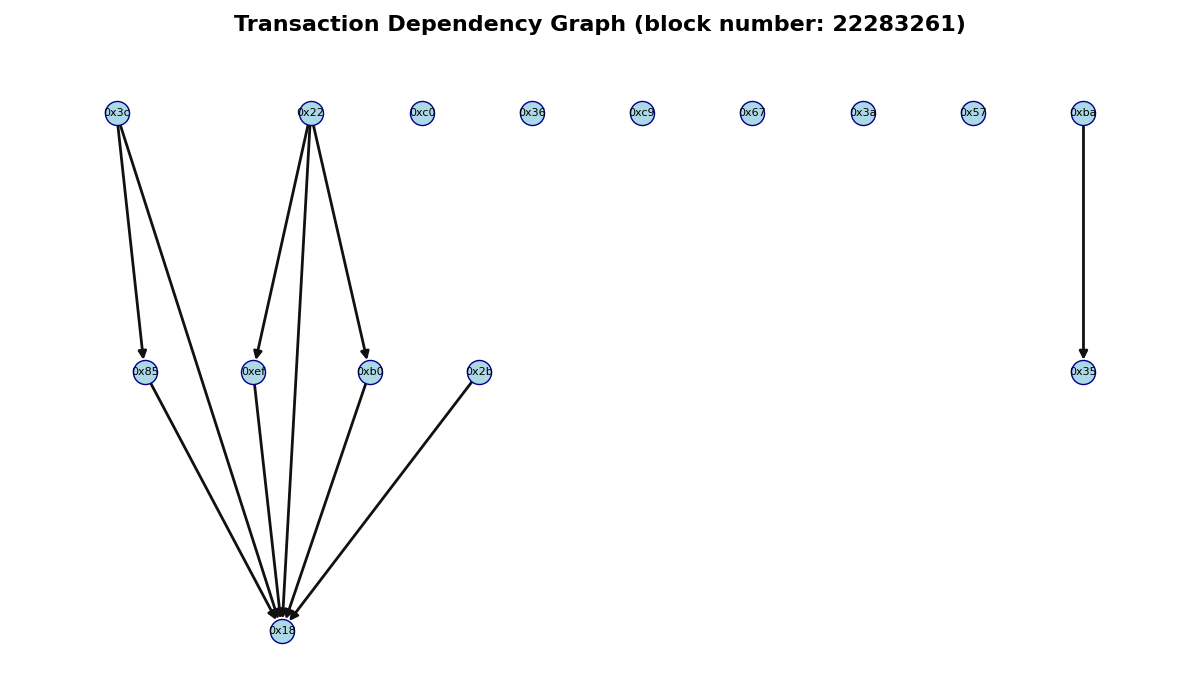 Transaction Dependency Graph (block number: 22283261)
0x3c 0x22 0xc0 0x36 0xc9 0x67 0x3a 0x57 0xba
0x85 0xef 0xb0 0x2b 0x35
0x18